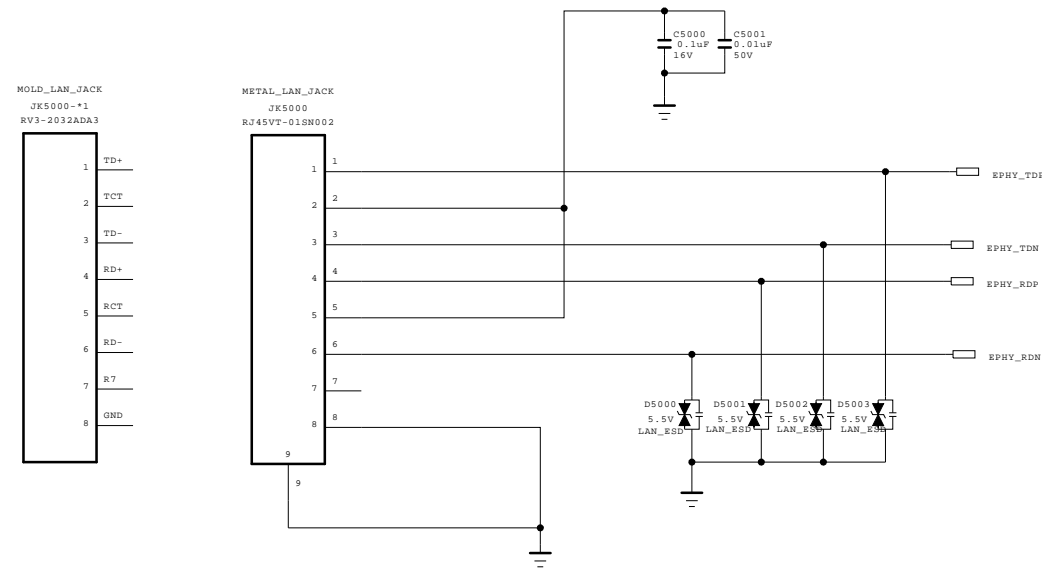 C5000
0.1uF
16V
C5001
0.01uF
50V
MOLD_LAN_JACK
JK5000-*1
RV3-2032ADA3
1 TD+
2 TCT
3 TD-
4 RD+
5 RCT
6 RD-
7 R7
8 GND
METAL_LAN_JACK
JK5000
RJ45VT-01SN002
1 1
2 2
3 3
4 4
5 5
6 6
7 7
8 8
9
9
EPHY_TDP
EPHY_TDN
EPHY_RDP
EPHY_RDN
D5000
5.5V
LAN_ESD
D5001
5.5V
LAN_ESD
D5002
5.5V
LAN_ESD
D5003
5.5V
LAN_ESD